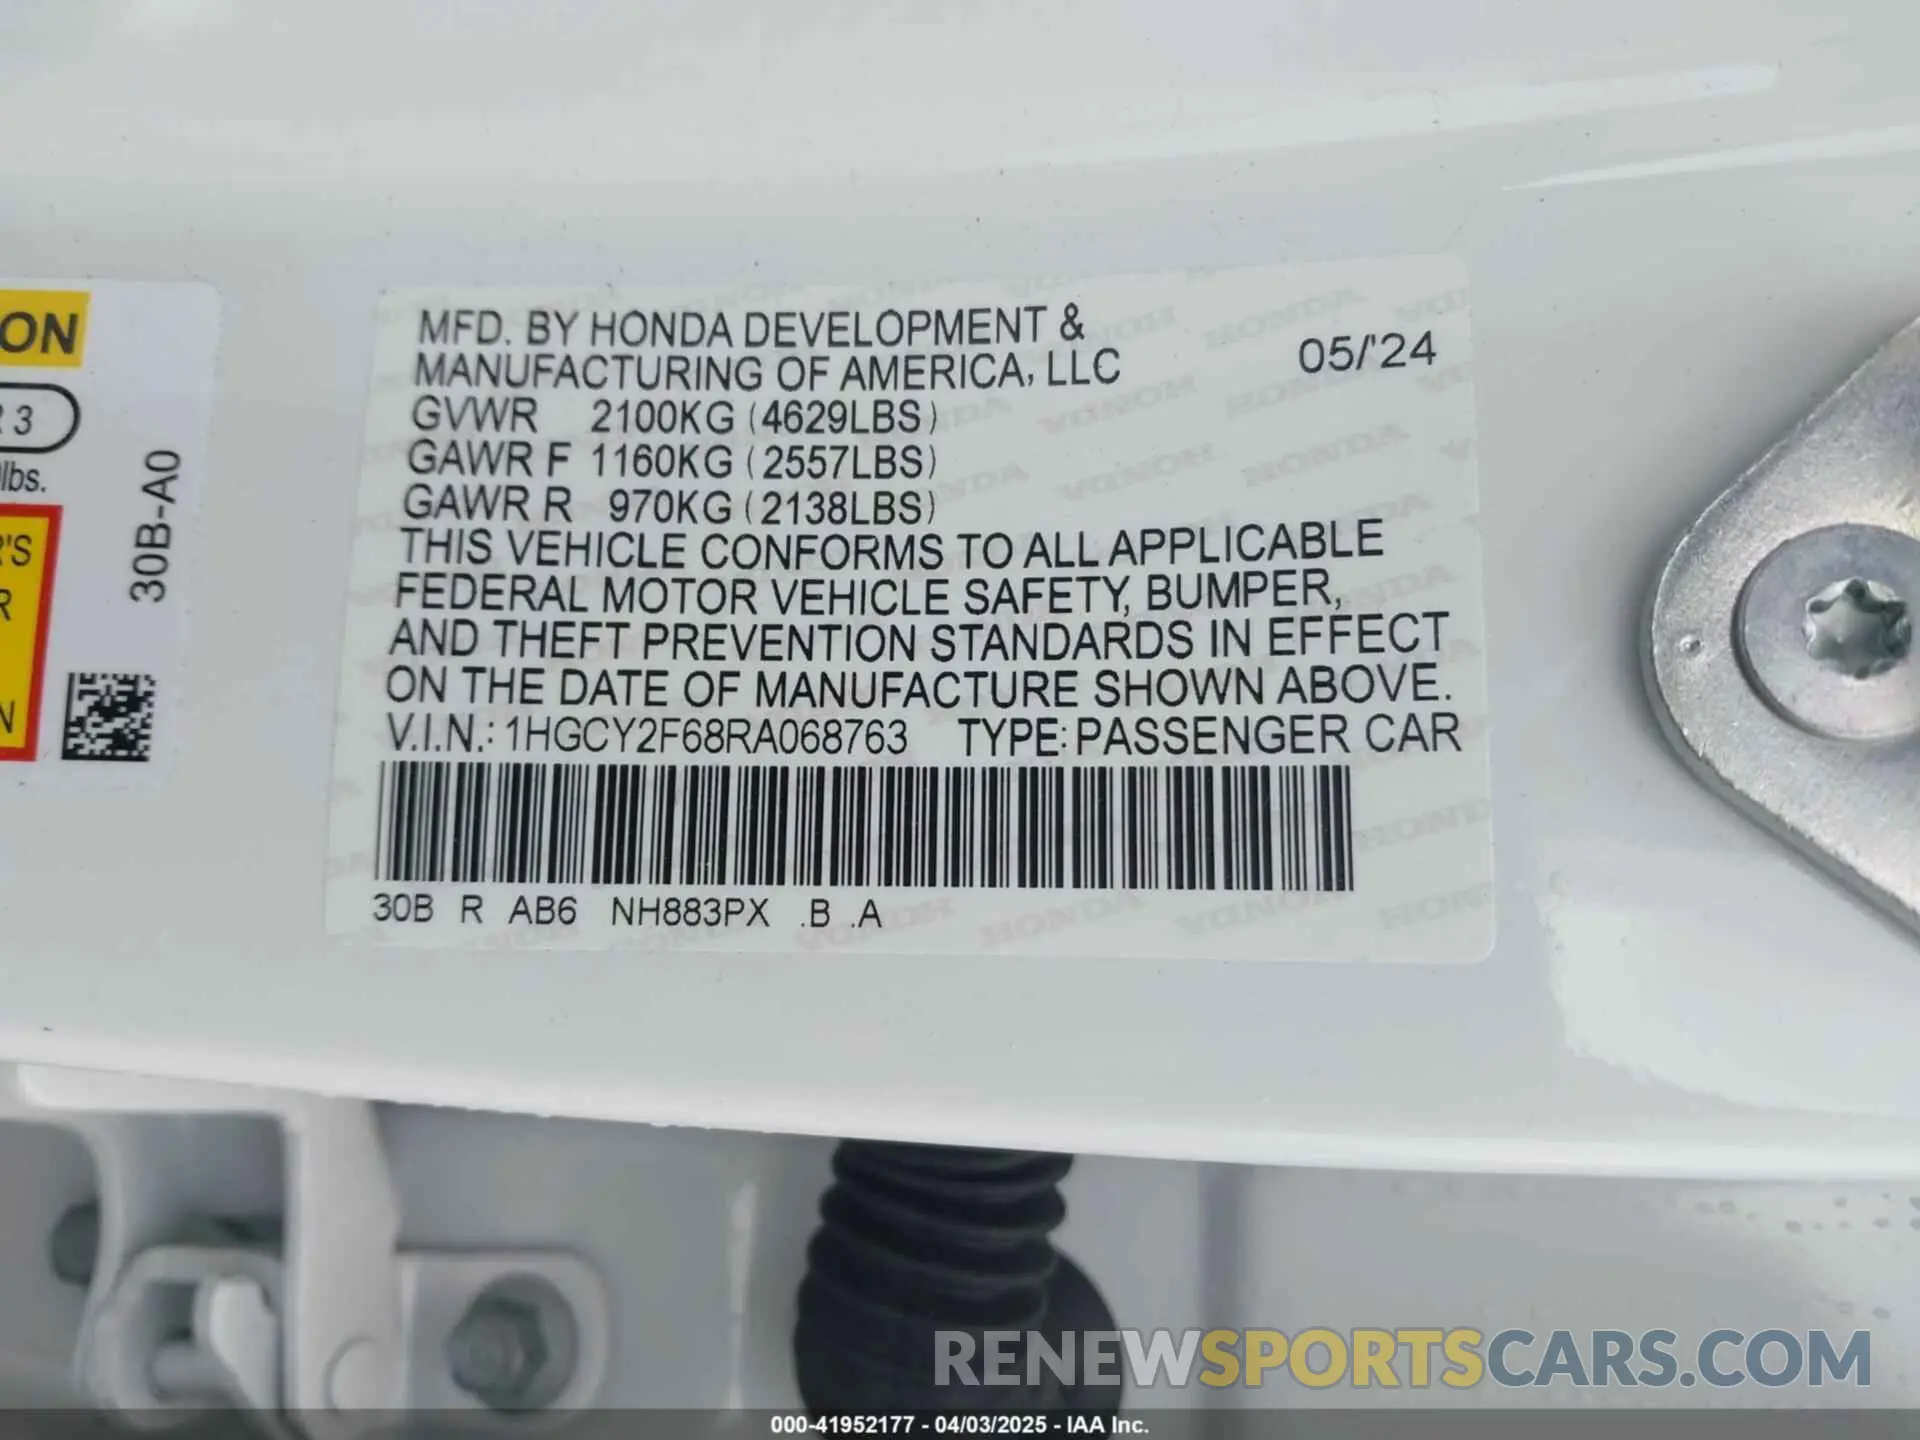 ON
R 3
lbs.
R'S
R
N
30B-A0
MFD. BY HONDA DEVELOPMENT &
MANUFACTURING OF AMERICA, LLC
05/'24
GVWR 2100KG (4629LBS)
GAWR F 1160KG (2557LBS)
GAWR R 970KG (2138LBS)
THIS VEHICLE CONFORMS TO ALL APPLICABLE
FEDERAL MOTOR VEHICLE SAFETY, BUMPER,
AND THEFT PREVENTION STANDARDS IN EFFECT
ON THE DATE OF MANUFACTURE SHOWN ABOVE.
V.I.N.: 1HGCY2F68RA068763 TYPE: PASSENGER CAR
30B R AB6 NH883PX .B .A
RENEWSPORTSCARS.COM
000-41952177 - 04/03/2025 - IAA Inc.